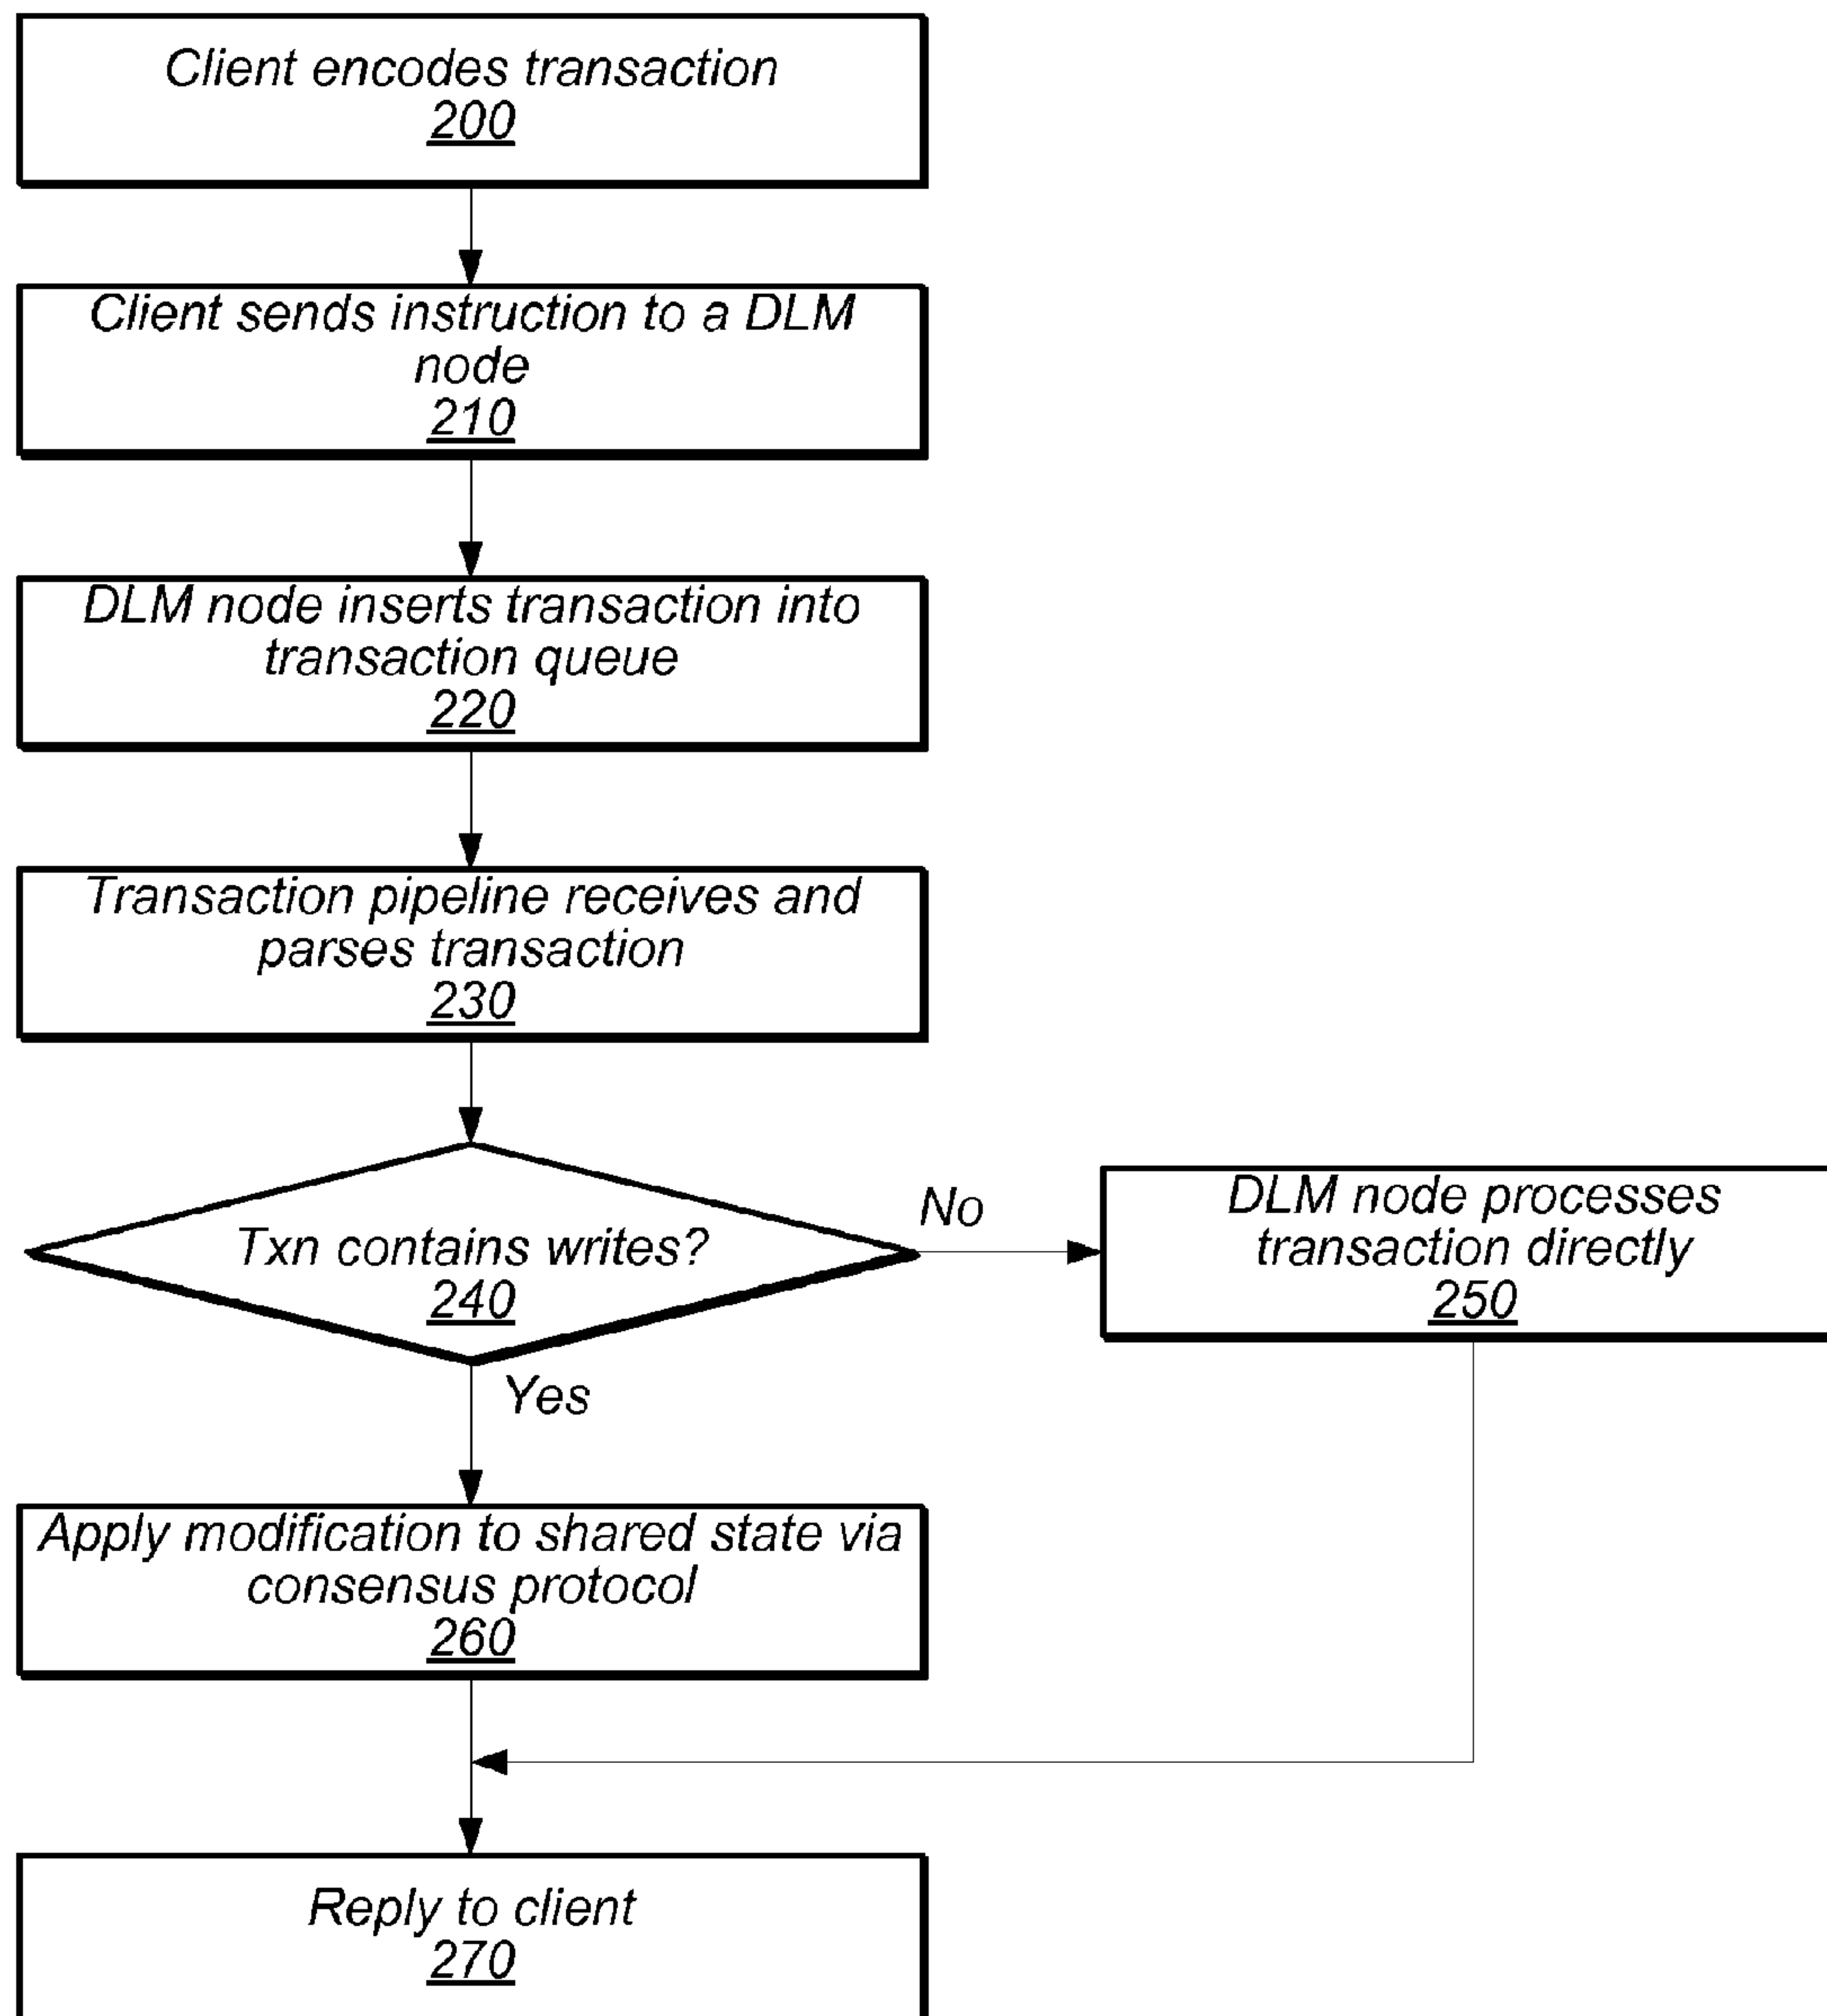 Client encodes transaction
200
Client sends instruction to a DLM
node
210
DLM node inserts transaction into
transaction queue
220
Transaction pipeline receives and
parses transaction
230
Txn contains writes?
240
No
DLM node processes
transaction directly
250
Yes
Apply modification to shared state via
consensus protocol
260
Reply to client
270